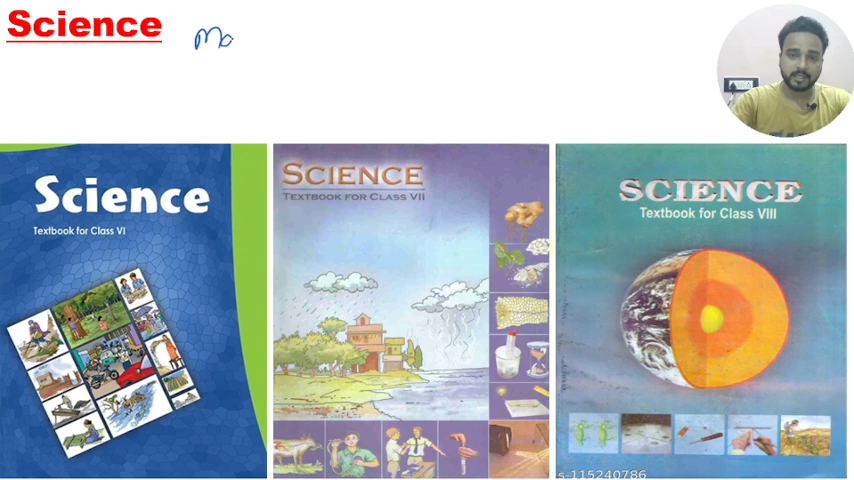 Science
Science
Textbook for Class VI
SCIENCE
TEXTBOOK FOR CLASS VII
SCIENCE
Textbook for Class VIII
s-115240786